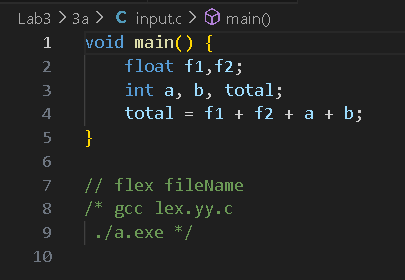 Lab3 > 3a > C input.c > main()
1 void main() {
2     float f1,f2;
3     int a, b, total;
4     total = f1 + f2 + a + b;
5 }
6
7 // flex fileName
8 /* gcc lex.yy.c
9  ./a.exe */
10